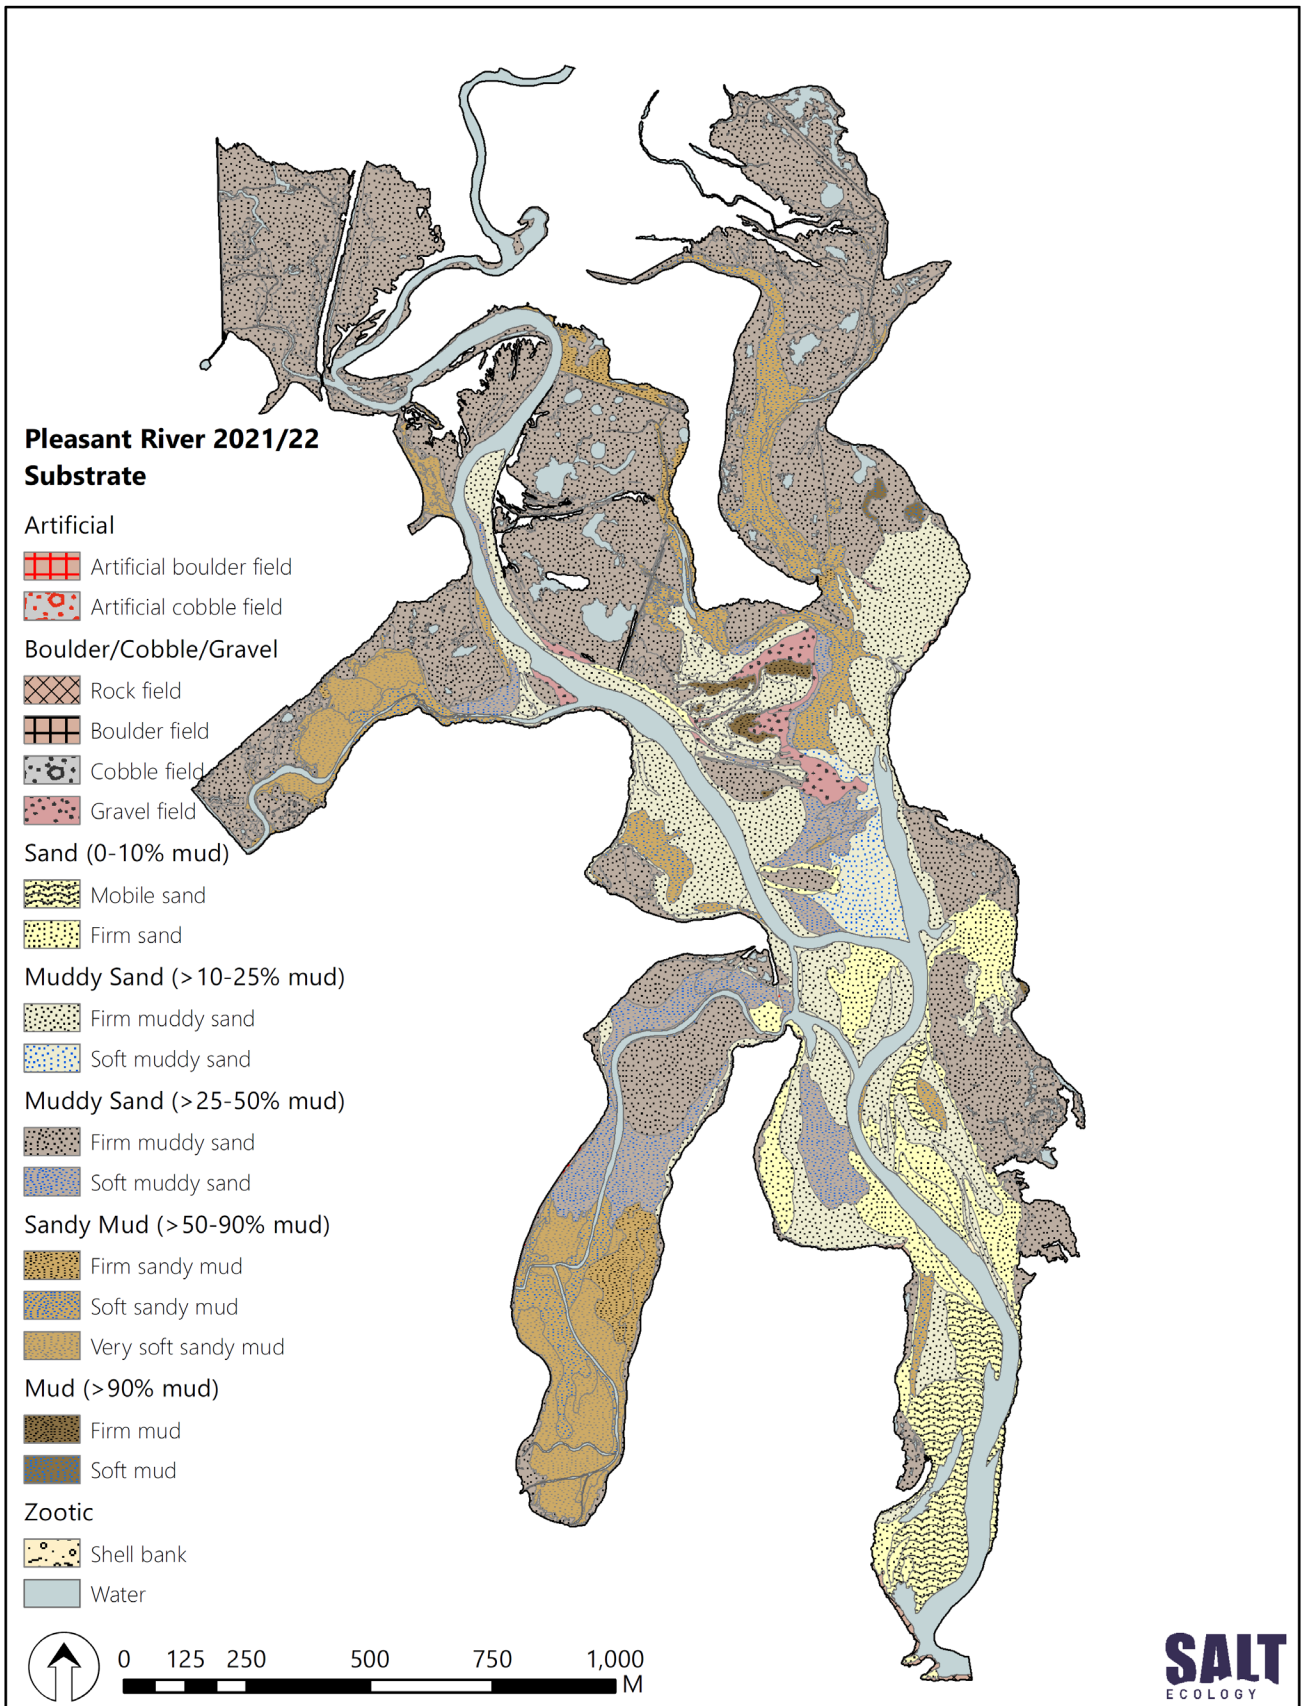 Pleasant River 2021/22
Substrate
Artificial
Artificial boulder field
Artificial cobble field
Boulder/Cobble/Gravel
Rock field
Boulder field
Cobble field
Gravel field
Sand (0-10% mud)
Mobile sand
Firm sand
Muddy Sand (>10-25% mud)
Firm muddy sand
Soft muddy sand
Muddy Sand (>25-50% mud)
Firm muddy sand
Soft muddy sand
Sandy Mud (>50-90% mud)
Firm sandy mud
Soft sandy mud
Very soft sandy mud
Mud (>90% mud)
Firm mud
Soft mud
Zootic
Shell bank
Water
0 125 250 500 750 1,000
M
SALT
ECOLOGY